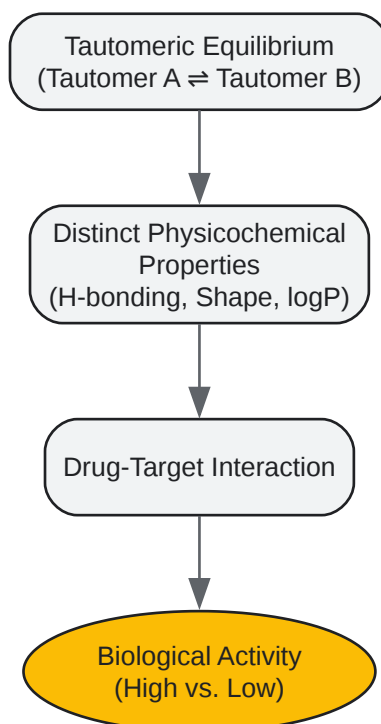 Tautomeric Equilibrium
(Tautomer A ⇌ Tautomer B)
Distinct Physicochemical
Properties
(H-bonding, Shape, logP)
Drug-Target Interaction
Biological Activity
(High vs. Low)